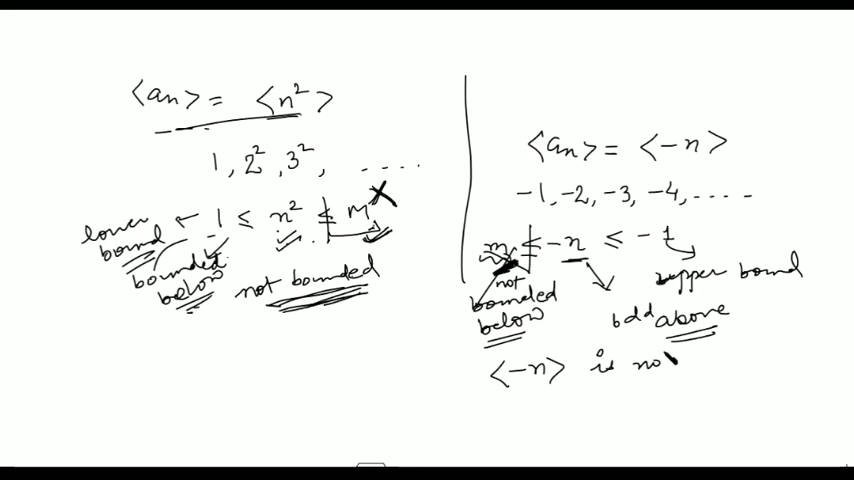 <aₙ> = <n²>
1, 2², 3², ....
lower bound ← 1 ≤ n² ≤ M
bounded below
not bounded
<aₙ> = <-n>
-1, -2, -3, -4, ....
≤ -n ≤ -1
upper bound
not bounded below
bdd above
<-n> is no